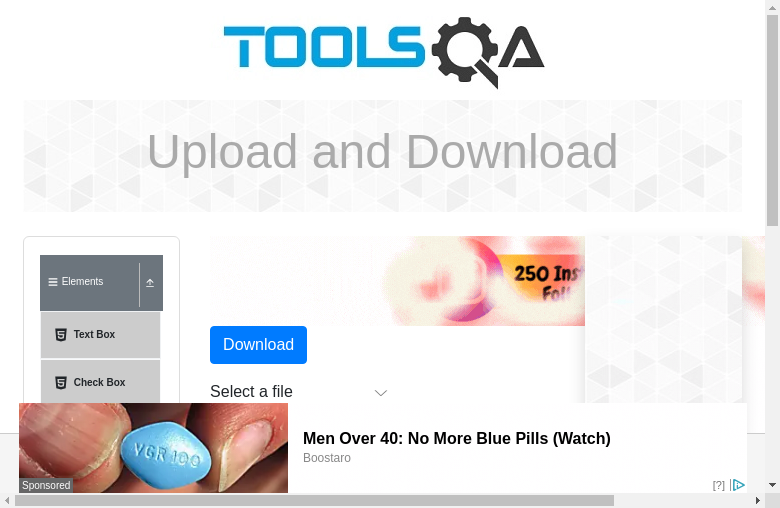 TOOLSQA
Upload and Download
Elements
Text Box
Check Box
250 Ins
Foll
Download
Select a file
VGR 100
Sponsored
Men Over 40: No More Blue Pills (Watch)
Boostaro
[?]